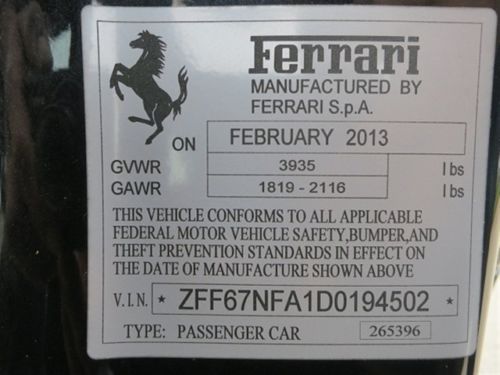 Ferrari
MANUFACTURED BY
FERRARI S.p.A.
ON FEBRUARY 2013
GVWR 3935 lbs
GAWR 1819 - 2116 lbs
THIS VEHICLE CONFORMS TO ALL APPLICABLE
FEDERAL MOTOR VEHICLE SAFETY,BUMPER,AND
THEFT PREVENTION STANDARDS IN EFFECT ON
THE DATE OF MANUFACTURE SHOWN ABOVE
V.I.N. * ZFF67NFA1D0194502 *
TYPE: PASSENGER CAR 265396